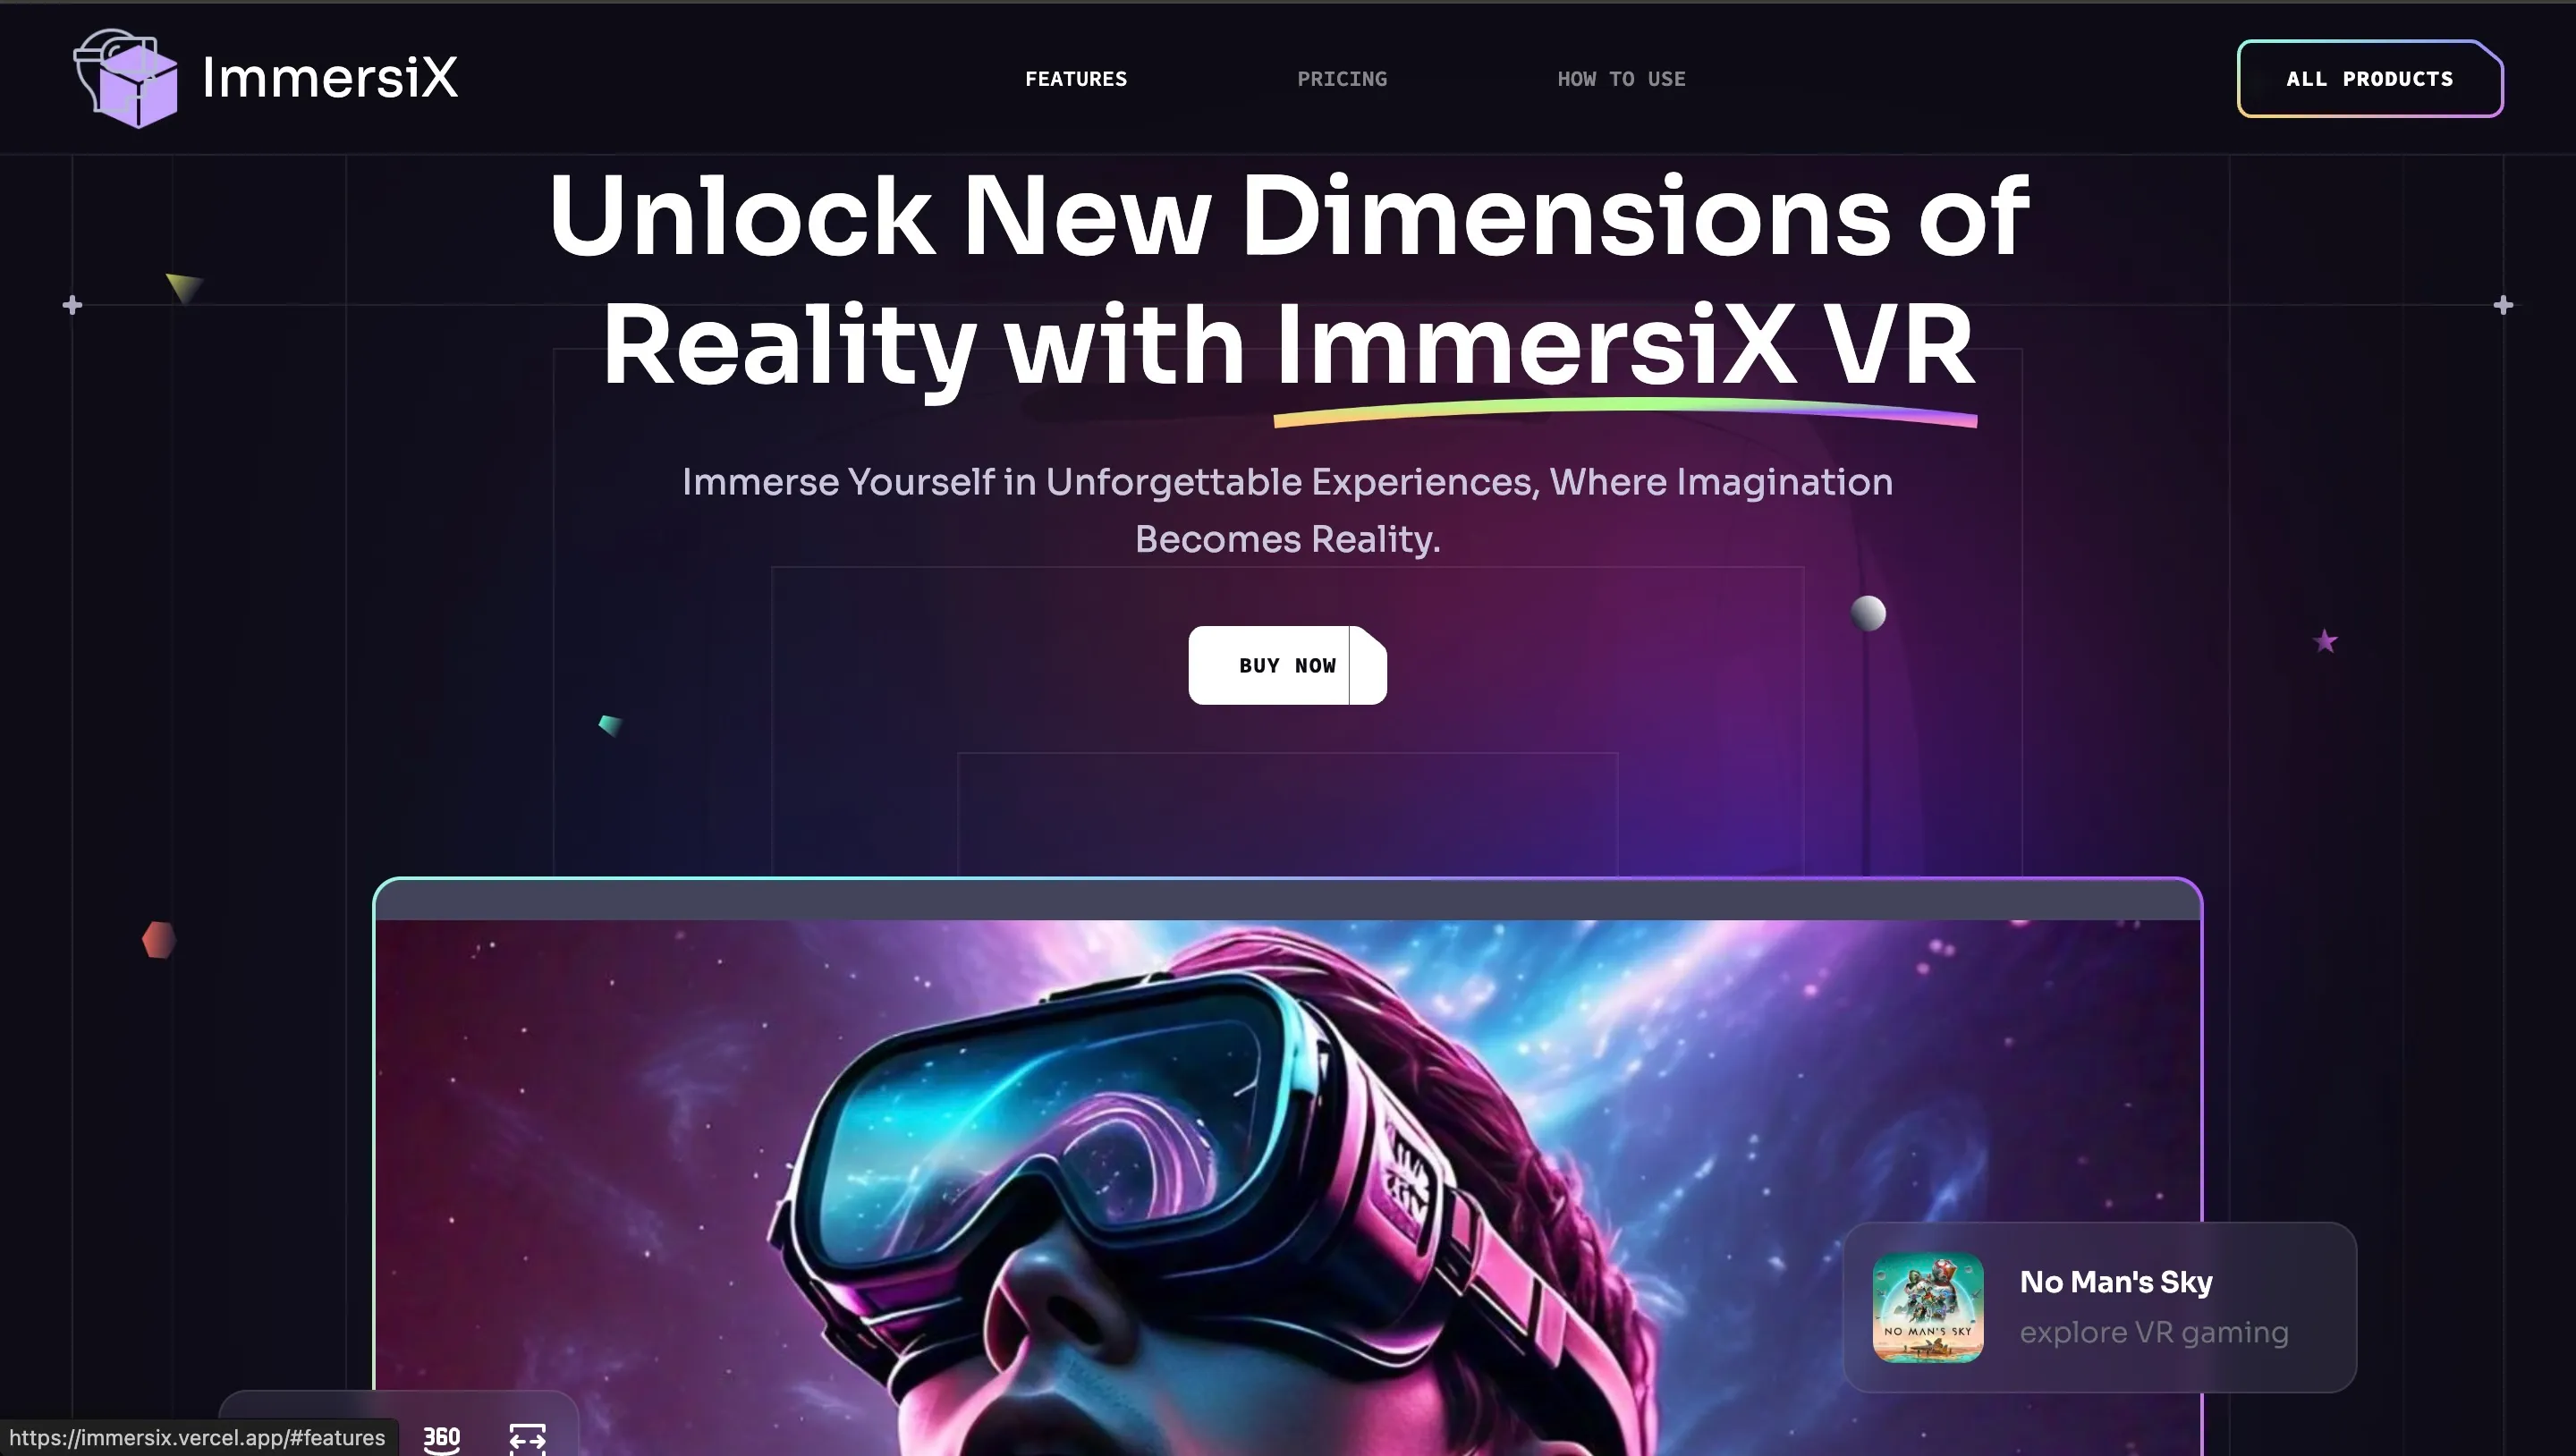 ImmersiX
FEATURES
PRICING
HOW TO USE
ALL PRODUCTS
Unlock New Dimensions of
Reality with ImmersiX VR
Immerse Yourself in Unforgettable Experiences, Where Imagination
Becomes Reality.
BUY NOW
No Man's Sky
NO MAN'S SKY
explore VR gaming
360
https://immersix.vercel.app/#features